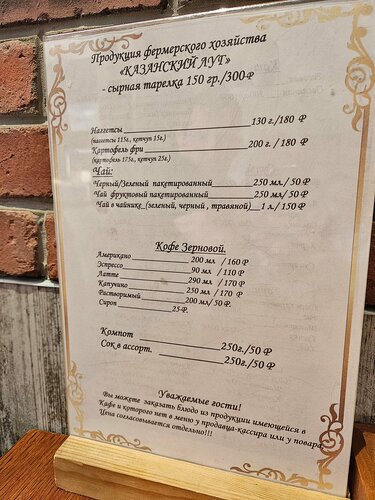 Продукция фермерского хозяйства
«КАЗАНСКИЙ ЛУГ»
- сырная тарелка 150 гр./300 ₽
Наггетсы 130 г./180 ₽
(наггетсы 115г., кетчуп 15г.)
Картофель фри 200 г. / 180 ₽
(картофель 175г., кетчуп 25г.)
Чай:
Черный/Зеленый пакетированный 250 мл./ 50 ₽
Чай фруктовый пакетированный 250 мл./ 50 ₽
Чай в чайнике (зеленый, черный , травяной) 1 л./ 150 ₽
Кофе Зерновой.
Американо 200 мл / 160 ₽
Эспрессо 90 мл / 110 ₽
Латте 290 мл / 170 ₽
Капучино 250 мл / 170 ₽
Растворимый 200 мл/ 50 ₽.
Сироп 25 ₽.
Компот 250г./50 ₽
Сок в ассорт. 250г./50 ₽
Уважаемые гости!
Вы можете заказать блюдо из продукции имеющейся в
Кафе и которого нет в меню у продавца-кассира или у повара
Цена согласовывается отдельно!!!